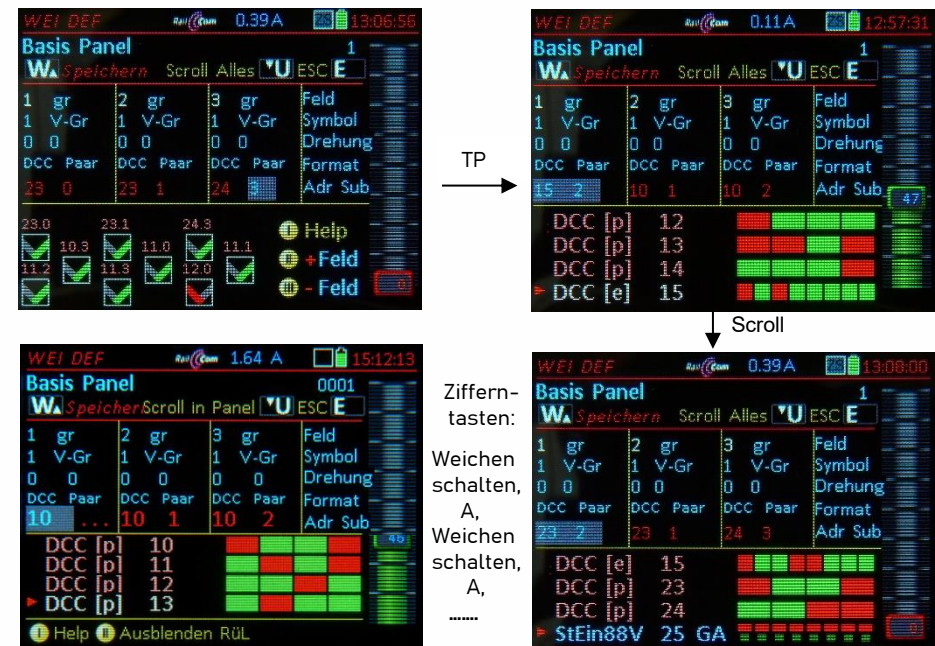 WEI DEF RailCom 0.39 A ZS 13:06:56
Basis Panel 1
W Speichern Scroll Alles U ESC E
1 gr 2 gr 3 gr Feld
1 V-Gr 1 V-Gr 1 V-Gr Symbol
0 0 0 0 0 0 Drehung
DCC Paar DCC Paar DCC Paar Format
23 0 23 1 24 3 Adr Sub
23.0 23.1 24.3
I Help
10.3 11.0 11.1
II +Feld
11.2 11.3 12.0
III - Feld
0
TP
WEI DEF RailCom 0.11 A ZS 12:57:31
Basis Panel 1
W Speichern Scroll Alles U ESC E
1 gr 2 gr 3 gr Feld
1 V-Gr 1 V-Gr 1 V-Gr Symbol
0 0 0 0 0 0 Drehung
DCC Paar DCC Paar DCC Paar Format
15 2 10 1 10 2 Adr Sub
47
DCC [p] 12
DCC [p] 13
DCC [p] 14
DCC [e] 15
Scroll
WEI DEF RailCom 1.64 A 15:12:13
Basis Panel 0001
W Speicher Scroll in Panel U ESC E
1 gr 2 gr 3 gr Feld
1 V-Gr 1 V-Gr 1 V-Gr Symbol
0 0 0 0 0 0 Drehung
DCC Paar DCC Paar DCC Paar Format
10 ... 10 1 10 2 Adr Sub
46
DCC [p] 10
DCC [p] 11
DCC [p] 12
DCC [p] 13
I Help II Ausblenden RüL
Ziffern-
tasten:
Weichen
schalten,
A,
Weichen
schalten,
A,
.......
WEI DEF RailCom 0.39 A ZS 13:08:00
Basis Panel 1
W Speichern Scroll Alles U ESC E
1 gr 2 gr 3 gr Feld
1 V-Gr 1 V-Gr 1 V-Gr Symbol
0 0 0 0 0 0 Drehung
DCC Paar DCC Paar DCC Paar Format
23 2 23 1 24 3 Adr Sub
DCC [e] 15
DCC [p] 23
DCC [p] 24
StEin88V 25 GA
0